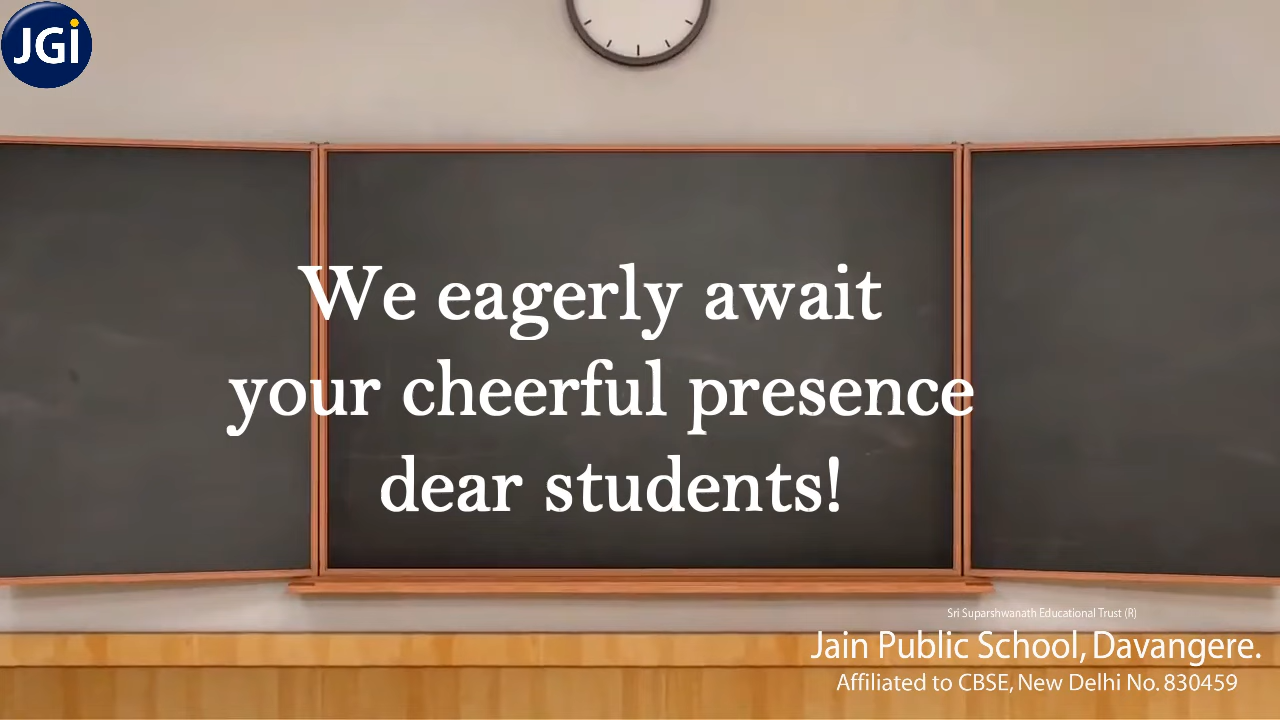 JGi
We eagerly await
your cheerful presence
dear students!
Sri Suparshwanath Educational Trust (R)
Jain Public School, Davangere.
Affiliated to CBSE, New Delhi No. 830459